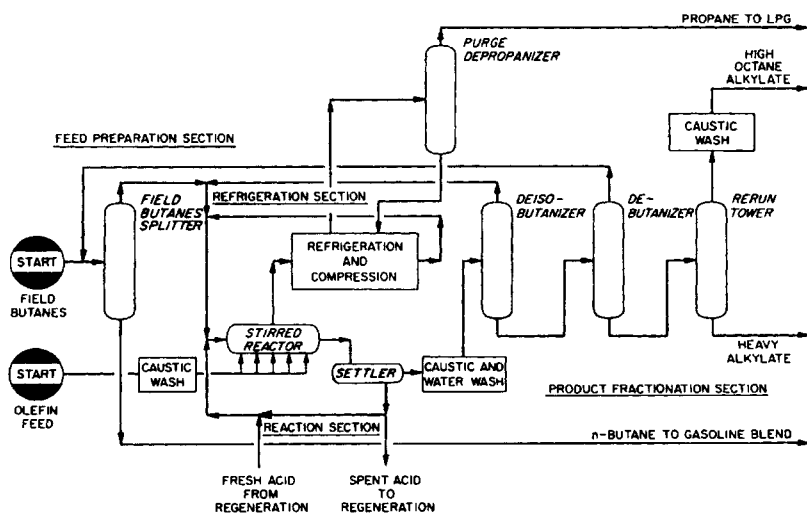 PROPANE TO LPG
PURGE
DEPROPANIZER
HIGH
OCTANE
ALKYLATE
CAUSTIC
WASH
FEED PREPARATION SECTION
FIELD
BUTANES
SPLITTER
REFRIGERATION SECTION
DEISO-
BUTANIZER
DE-
BUTANIZER
RERUN
TOWER
REFRIGERATION
AND
COMPRESSION
START
FIELD
BUTANES
STIRRED
REACTOR
HEAVY
ALKYLATE
START
OLEFIN
FEED
CAUSTIC
WASH
SETTLER
CAUSTIC AND
WATER WASH
PRODUCT FRACTIONATION SECTION
REACTION SECTION
n-BUTANE TO GASOLINE BLEND
FRESH ACID
FROM
REGENERATION
SPENT ACID
TO
REGENERATION